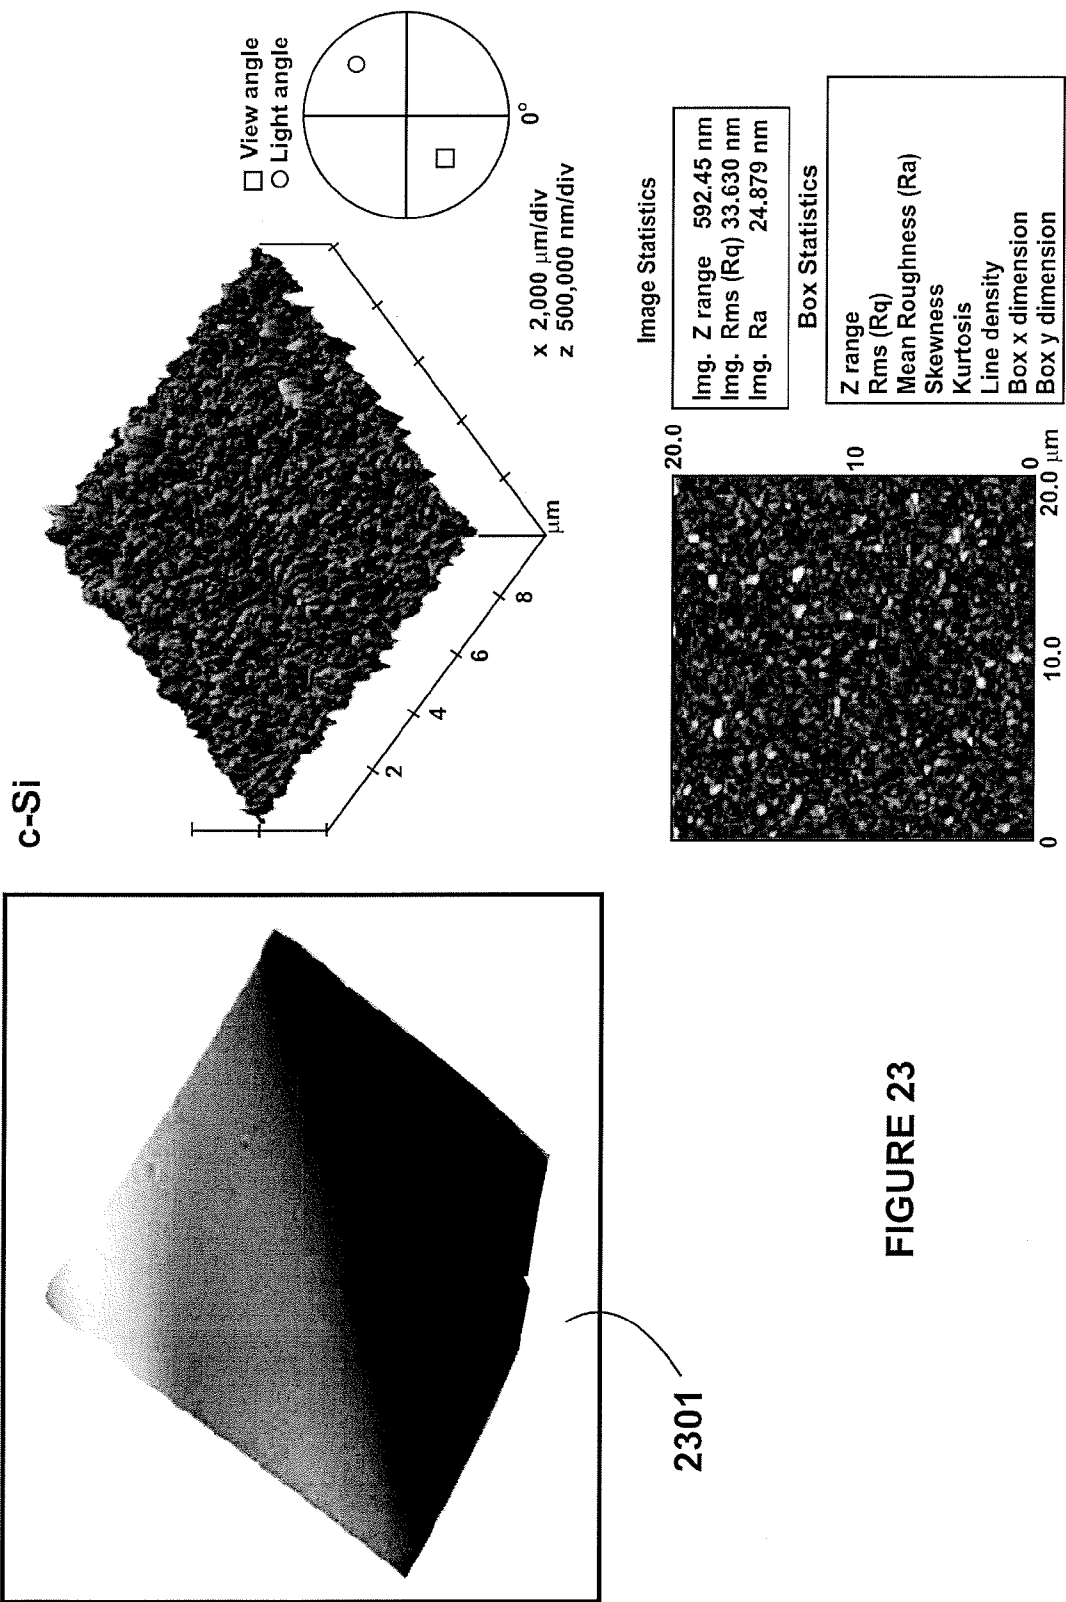 c-Si
2
4
6
8
μm
View angle
Light angle
0°
x 2,000 μm/div
z 500,000 nm/div
2301
20.0
10
0
0
10.0
20.0 μm
Image Statistics
Img. Z range 592.45 nm
Img. Rms (Rq) 33.630 nm
Img. Ra 24.879 nm
Box Statistics
Z range
Rms (Rq)
Mean Roughness (Ra)
Skewness
Kurtosis
Line density
Box x dimension
Box y dimension
FIGURE 23